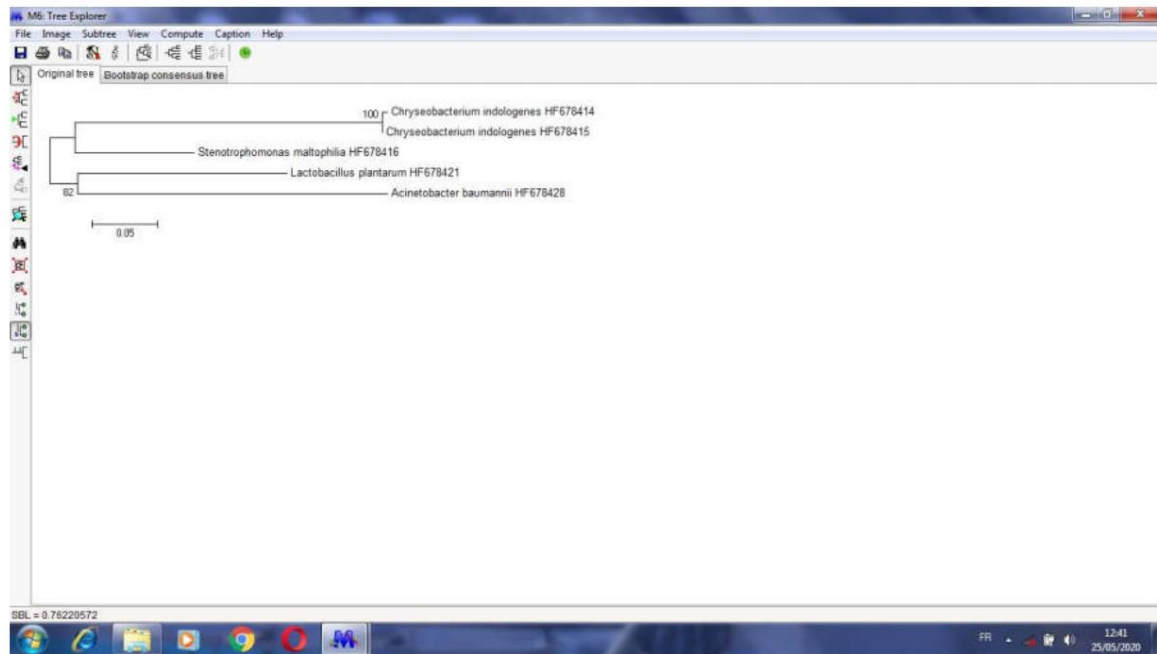 M6: Tree Explorer
File Image Subtree View Compute Caption Help
Original tree Bootstrap consensus tree
100 Chryseobacterium indologenes HF678414
Chryseobacterium indologenes HF678415
Stenotrophomonas maltophilia HF678416
Lactobacillus plantarum HF678421
82 Acinetobacter baumannii HF678428
0.05
SBL = 0.76220572
FR 12:41
25/05/2020